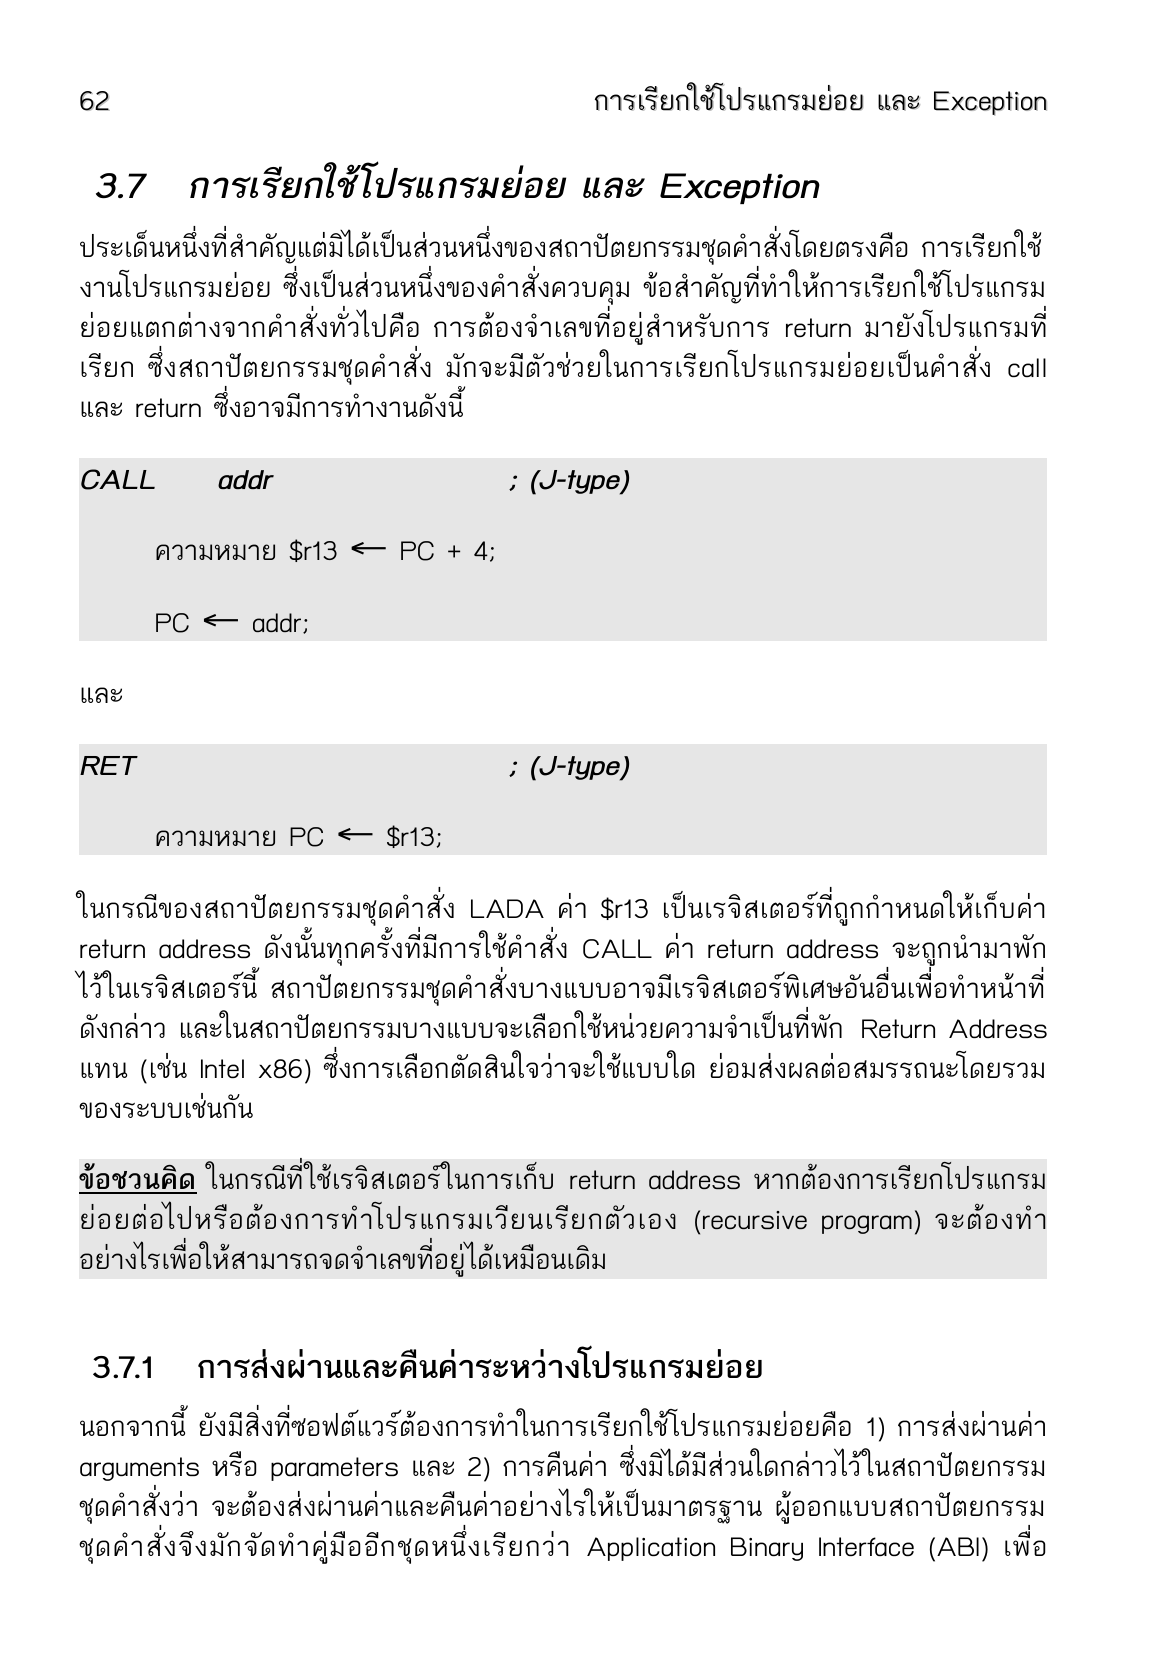 62 การเรียกใช้โปรแกรมย่อย และ Exception
3.7 การเรียกใช้โปรแกรมย่อย และ Exception
ประเด็นหนึ่งที่สำคัญแต่มิได้เป็นส่วนหนึ่งของสถาปัตยกรรมชุดคำสั่งโดยตรงคือ การเรียกใช้
งานโปรแกรมย่อย ซึ่งเป็นส่วนหนึ่งของคำสั่งควบคุม ข้อสำคัญที่ทำให้การเรียกใช้โปรแกรม
ย่อยแตกต่างจากคำสั่งทั่วไปคือ การต้องจำเลขที่อยู่สำหรับการ return มายังโปรแกรมที่
เรียก ซึ่งสถาปัตยกรรมชุดคำสั่ง มักจะมีตัวช่วยในการเรียกโปรแกรมย่อยเป็นคำสั่ง call
และ return ซึ่งอาจมีการทำงานดังนี้
CALL addr ; (J-type)
ความหมาย $r13 ← PC + 4;
PC ← addr;
และ
RET ; (J-type)
ความหมาย PC ← $r13;
ในกรณีของสถาปัตยกรรมชุดคำสั่ง LADA ค่า $r13 เป็นเรจิสเตอร์ที่ถูกกำหนดให้เก็บค่า
return address ดังนั้นทุกครั้งที่มีการใช้คำสั่ง CALL ค่า return address จะถูกนำมาพัก
ไว้ในเรจิสเตอร์นี้ สถาปัตยกรรมชุดคำสั่งบางแบบอาจมีเรจิสเตอร์พิเศษอันอื่นเพื่อทำหน้าที่
ดังกล่าว และในสถาปัตยกรรมบางแบบจะเลือกใช้หน่วยความจำเป็นที่พัก Return Address
แทน (เช่น Intel x86) ซึ่งการเลือกตัดสินใจว่าจะใช้แบบใด ย่อมส่งผลต่อสมรรถนะโดยรวม
ของระบบเช่นกัน
ข้อชวนคิด ในกรณีที่ใช้เรจิสเตอร์ในการเก็บ return address หากต้องการเรียกโปรแกรม
ย่อยต่อไปหรือต้องการทำโปรแกรมเวียนเรียกตัวเอง (recursive program) จะต้องทำ
อย่างไรเพื่อให้สามารถจดจำเลขที่อยู่ได้เหมือนเดิม
3.7.1 การส่งผ่านและคืนค่าระหว่างโปรแกรมย่อย
นอกจากนี้ ยังมีสิ่งที่ซอฟต์แวร์ต้องการทำในการเรียกใช้โปรแกรมย่อยคือ 1) การส่งผ่านค่า
arguments หรือ parameters และ 2) การคืนค่า ซึ่งมิได้มีส่วนใดกล่าวไว้ในสถาปัตยกรรม
ชุดคำสั่งว่า จะต้องส่งผ่านค่าและคืนค่าอย่างไรให้เป็นมาตรฐาน ผู้ออกแบบสถาปัตยกรรม
ชุดคำสั่งจึงมักจัดทำคู่มืออีกชุดหนึ่งเรียกว่า Application Binary Interface (ABI) เพื่อ